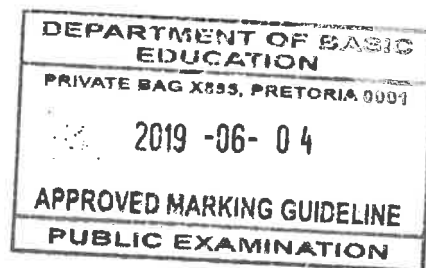 DEPARTMENT OF BASIC
EDUCATION
PRIVATE BAG X895, PRETORIA 0001
2019 -06- 04
APPROVED MARKING GUIDELINE
PUBLIC EXAMINATION